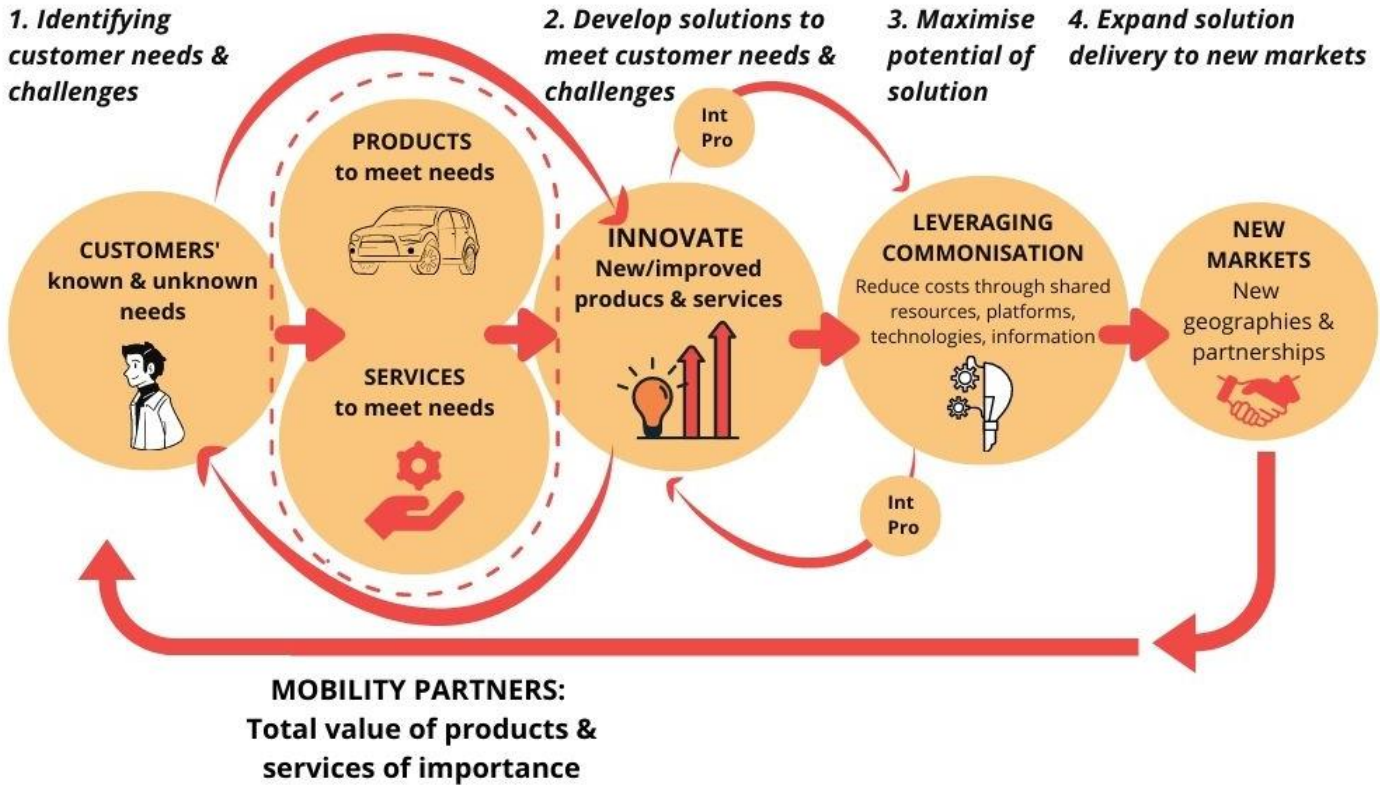 1. Identifying
customer needs &
challenges
2. Develop solutions to
meet customer needs &
challenges
3. Maximise
potential of
solution
4. Expand solution
delivery to new markets
Int
Pro
PRODUCTS
to meet needs
CUSTOMERS'
known & unknown
needs
SERVICES
to meet needs
INNOVATE
New/improved
producs & services
LEVERAGING
COMMONISATION
Reduce costs through shared
resources, platforms,
technologies, information
NEW
MARKETS
New
geographies &
partnerships
Int
Pro
MOBILITY PARTNERS:
Total value of products &
services of importance